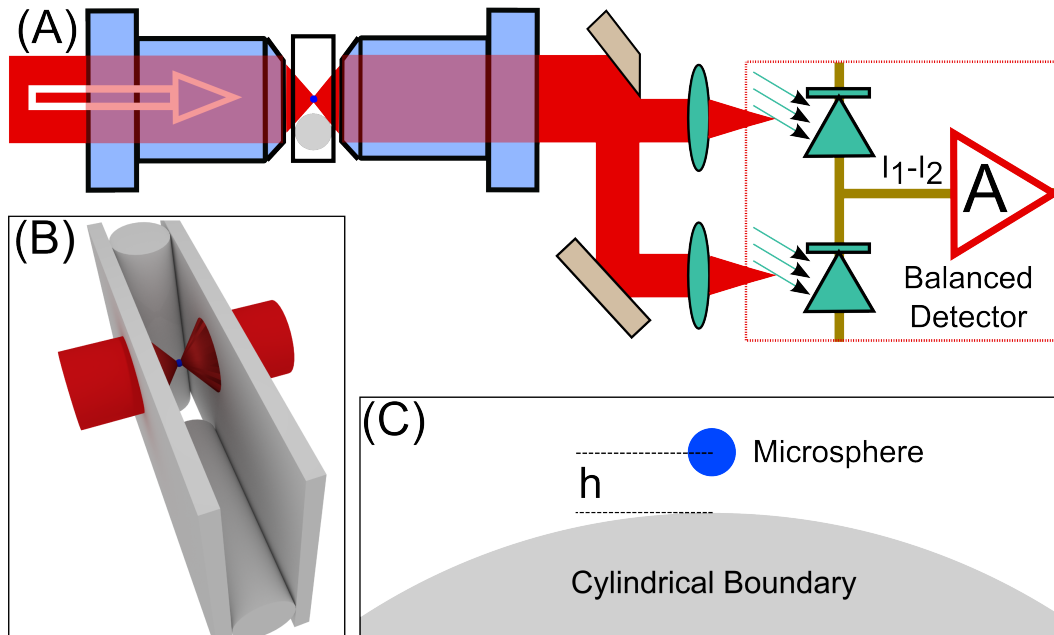 (A)
I₁-I₂
A
Balanced
Detector
(B)
(C)
Microsphere
h
Cylindrical Boundary